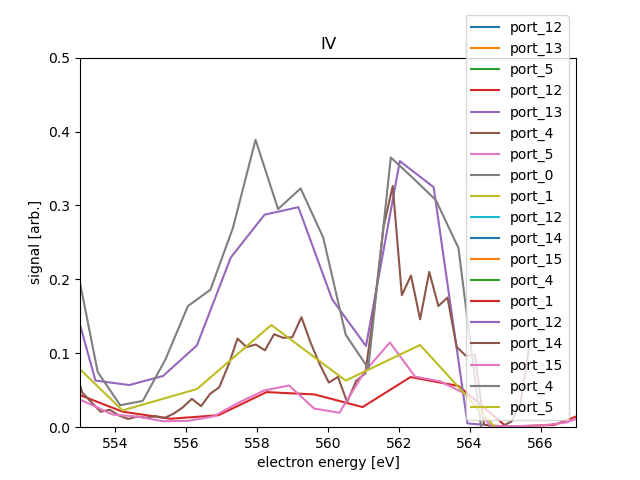 IV
port_12
port_13
port_5
port_12
port_13
port_4
port_5
port_0
port_1
port_12
port_14
port_15
port_4
port_1
port_12
port_14
port_15
port_4
port_5
0.5
0.4
0.3
0.2
0.1
0.0
signal [arb.]
554 556 558 560 562 564 566
electron energy [eV]